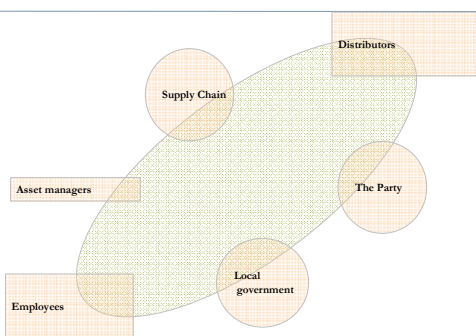 Distributors
Supply Chain
Asset managers
The Party
Local
government
Employees